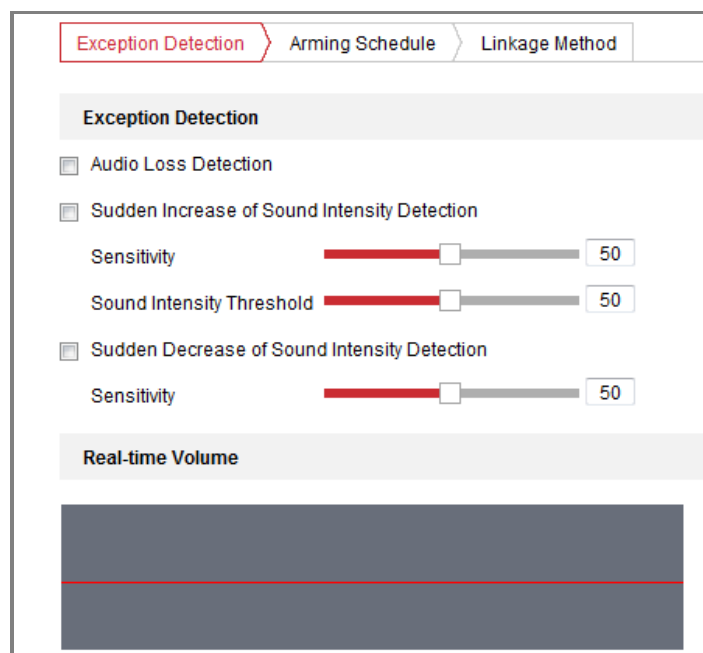 Exception Detection Arming Schedule Linkage Method
Exception Detection
Audio Loss Detection
Sudden Increase of Sound Intensity Detection
Sensitivity 50
Sound Intensity Threshold 50
Sudden Decrease of Sound Intensity Detection
Sensitivity 50
Real-time Volume